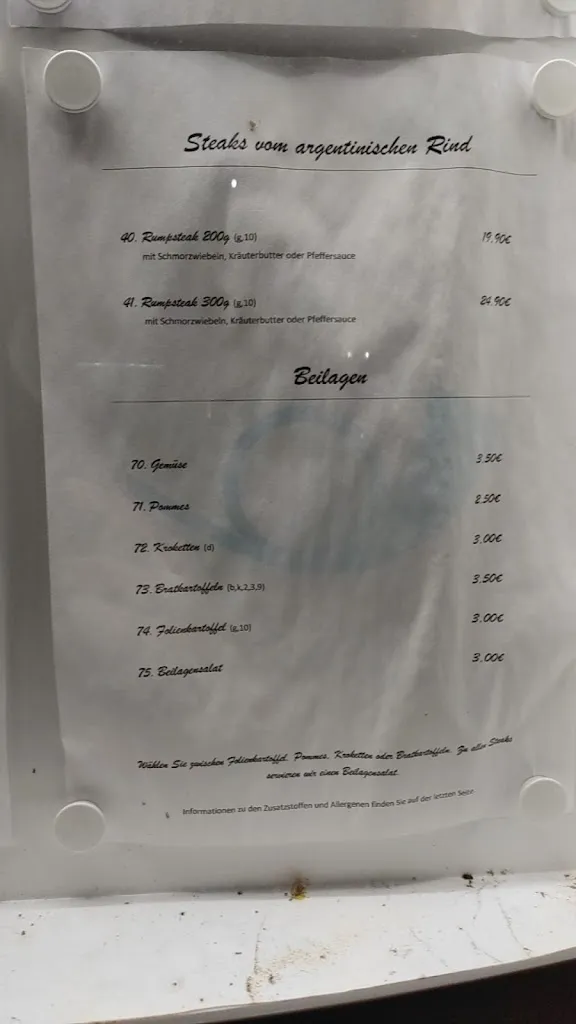 Steaks vom argentinischen Rind
40. Rumpsteak 200g (g,10) 19.90€
mit Schmorzwiebeln, Kräuterbutter oder Pfeffersauce
41. Rumpsteak 300g (g,10) 24.90€
mit Schmorzwiebeln, Kräuterbutter oder Pfeffersauce
Beilagen
70. Gemüse 3.50€
71. Pommes 2.50€
72. Kroketten (d) 3.00€
73. Bratkartoffeln (b,k,2,3,9) 3.50€
74. Folienkartoffel (g,10) 3.00€
75. Beilagensalat 3.00€
Wählen Sie zwischen Folienkartoffel, Pommes, Kroketten oder Bratkartoffeln. Zu allen Steaks
servieren wir einen Beilagensalat.
Informationen zu den Zusatzstoffen und Allergenen finden Sie auf der letzten Seite